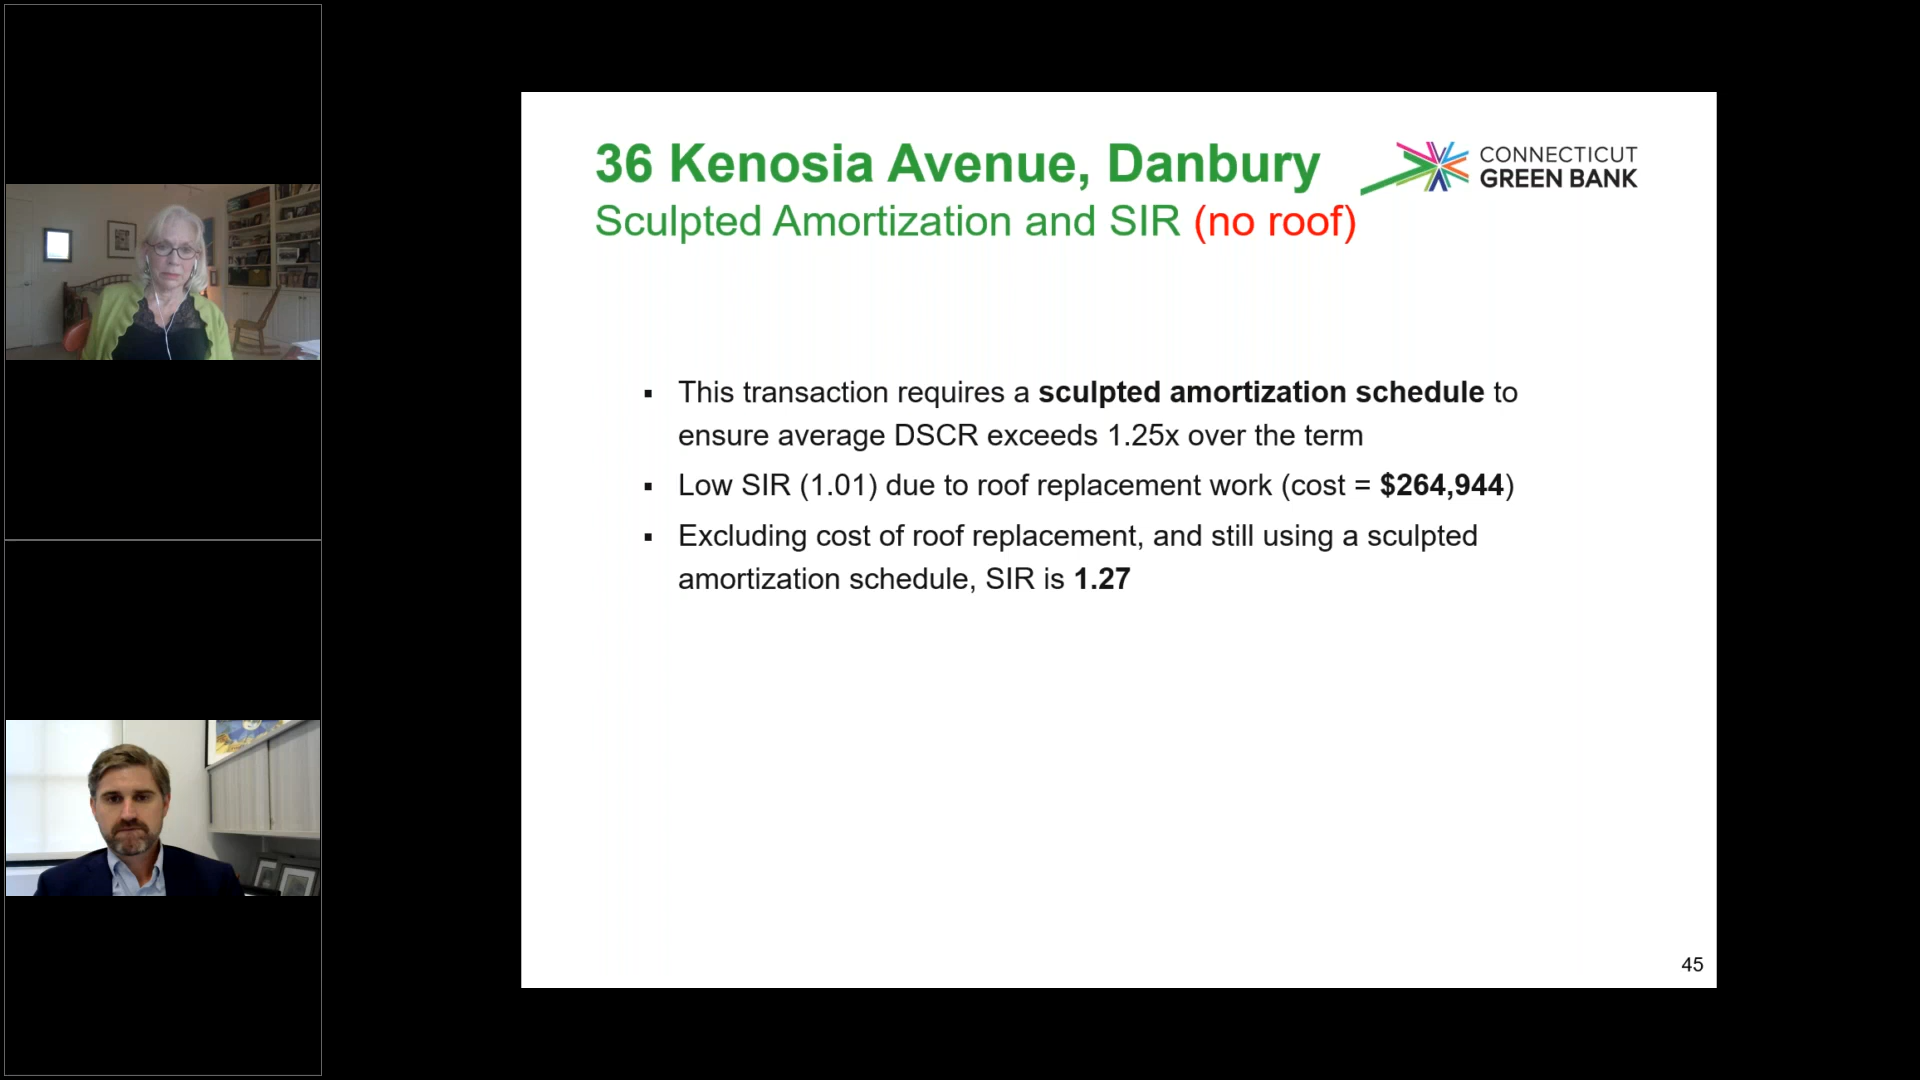 36 Kenosia Avenue, Danbury
CONNECTICUT
GREEN BANK
Sculpted Amortization and SIR (no roof)
▪ This transaction requires a sculpted amortization schedule to
ensure average DSCR exceeds 1.25x over the term
▪ Low SIR (1.01) due to roof replacement work (cost = $264,944)
▪ Excluding cost of roof replacement, and still using a sculpted
amortization schedule, SIR is 1.27
45